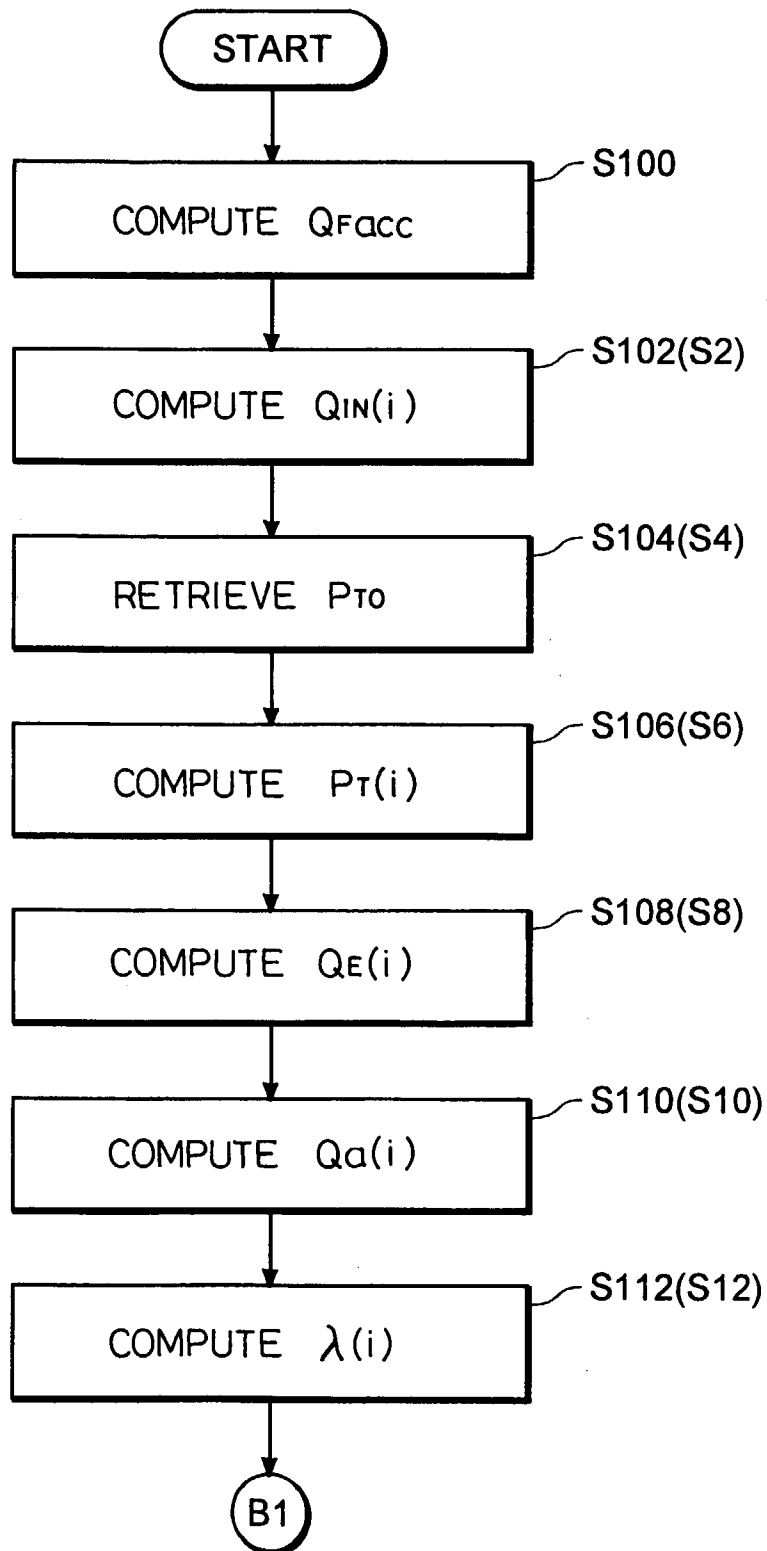 START
COMPUTE QFacc
S100
COMPUTE QIN(i)
S102(S2)
RETRIEVE PTO
S104(S4)
COMPUTE PT(i)
S106(S6)
COMPUTE QE(i)
S108(S8)
COMPUTE Qa(i)
S110(S10)
COMPUTE λ(i)
S112(S12)
B1